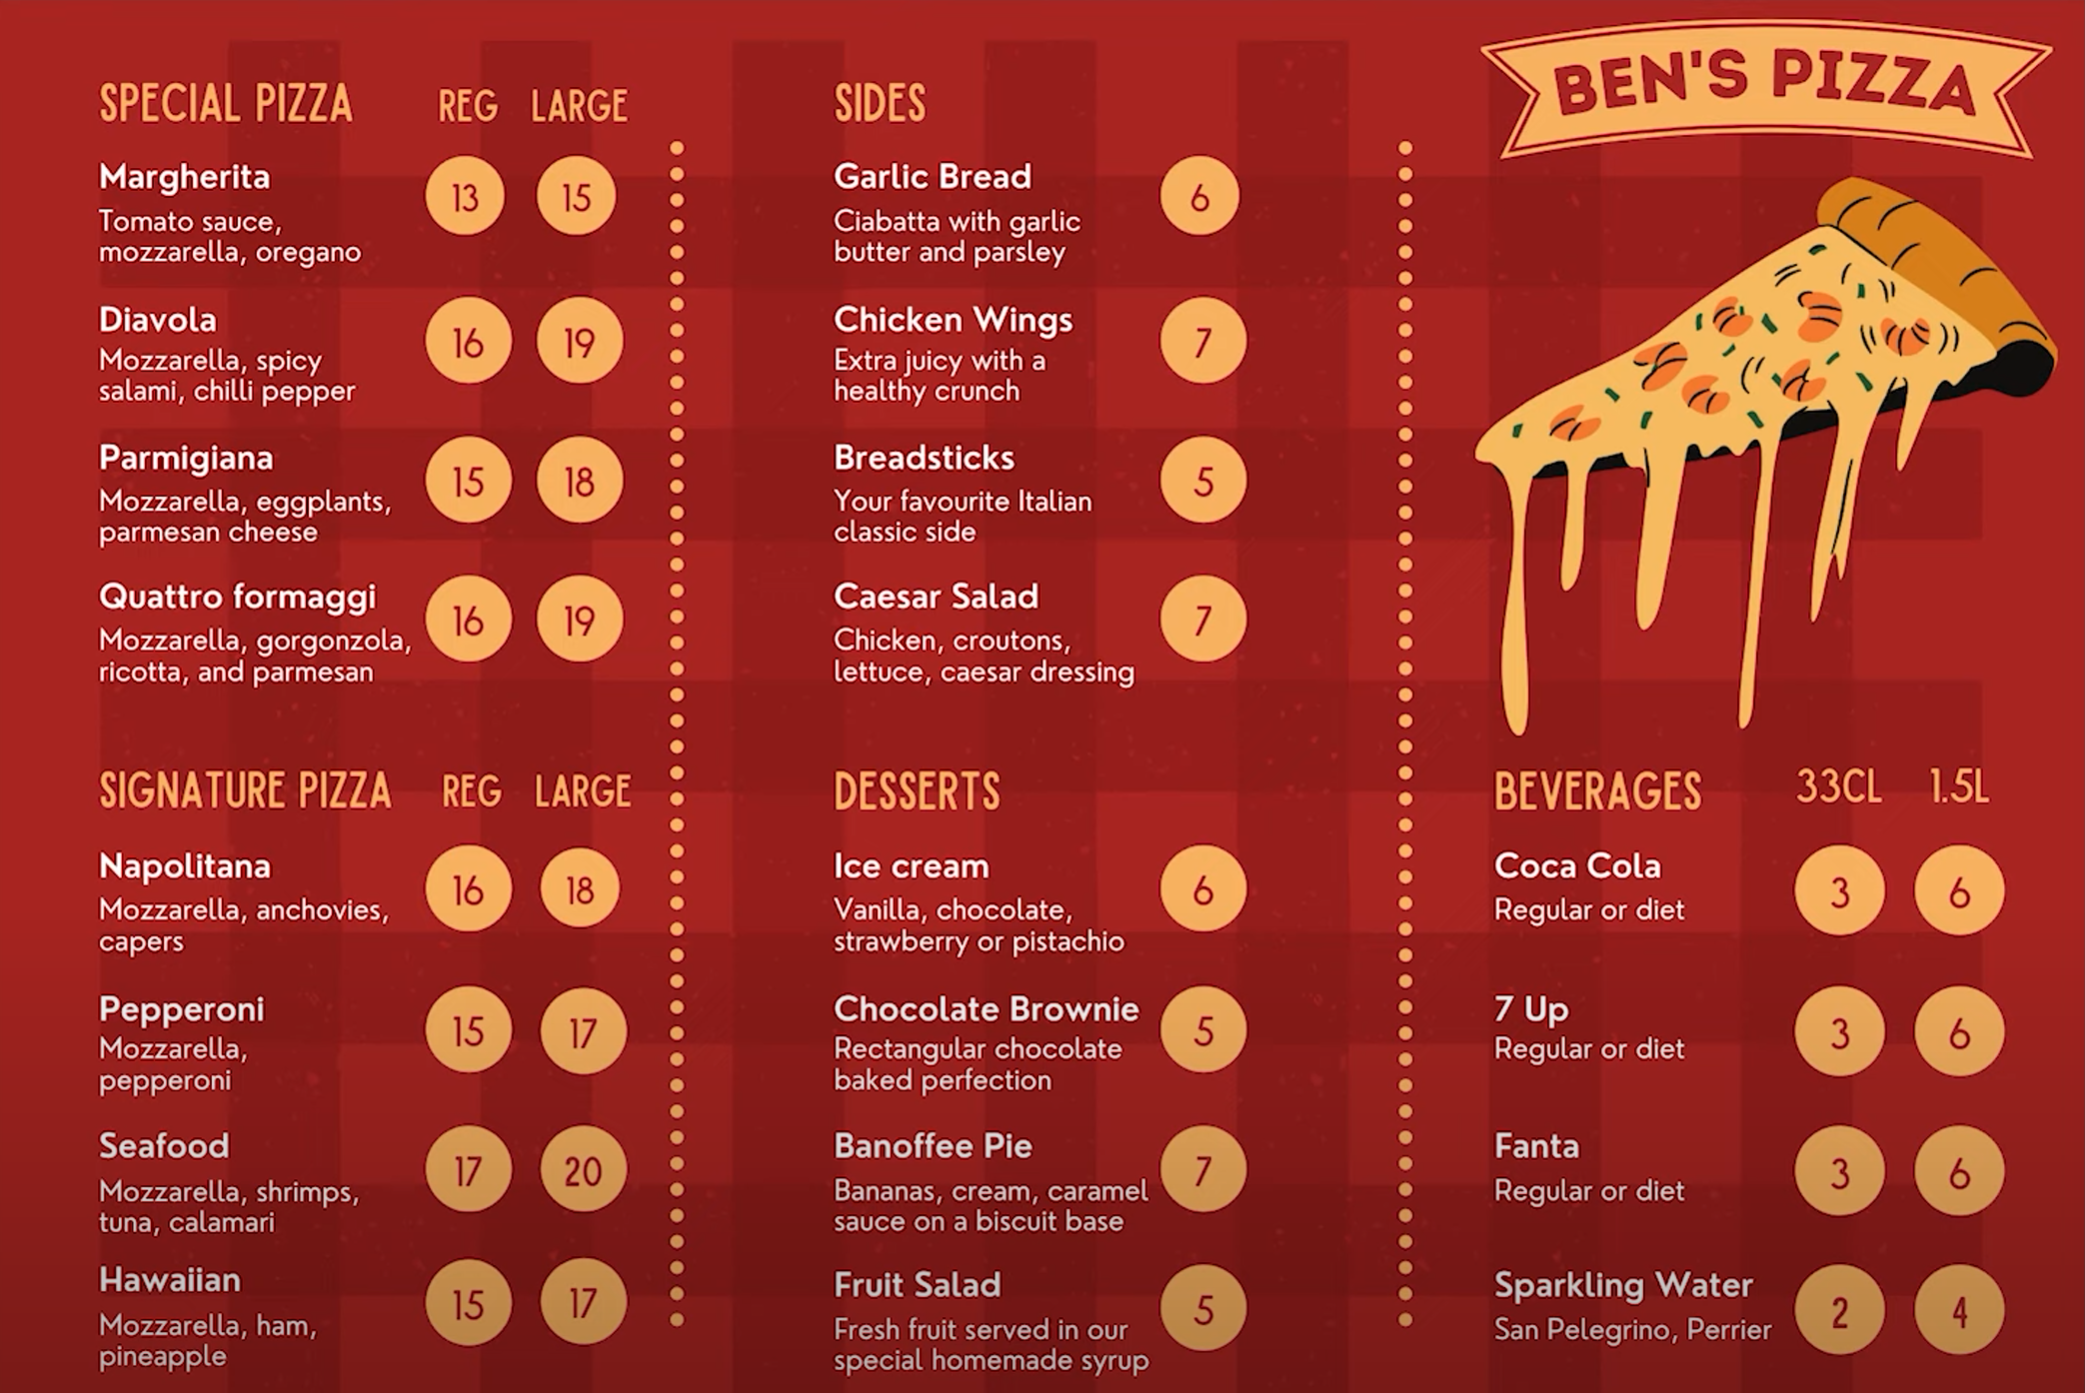 BEN'S PIZZA
SPECIAL PIZZA REG LARGE
Margherita 13 15
Tomato sauce,
mozzarella, oregano
Diavola 16 19
Mozzarella, spicy
salami, chilli pepper
Parmigiana 15 18
Mozzarella, eggplants,
parmesan cheese
Quattro formaggi 16 19
Mozzarella, gorgonzola,
ricotta, and parmesan
SIGNATURE PIZZA REG LARGE
Napolitana 16 18
Mozzarella, anchovies,
capers
Pepperoni 15 17
Mozzarella,
pepperoni
Seafood 17 20
Mozzarella, shrimps,
tuna, calamari
Hawaiian 15 17
Mozzarella, ham,
pineapple
SIDES
Garlic Bread 6
Ciabatta with garlic
butter and parsley
Chicken Wings 7
Extra juicy with a
healthy crunch
Breadsticks 5
Your favourite Italian
classic side
Caesar Salad 7
Chicken, croutons,
lettuce, caesar dressing
DESSERTS
Ice cream 6
Vanilla, chocolate,
strawberry or pistachio
Chocolate Brownie 5
Rectangular chocolate
baked perfection
Banoffee Pie 7
Bananas, cream, caramel
sauce on a biscuit base
Fruit Salad 5
Fresh fruit served in our
special homemade syrup
BEVERAGES 33CL 1.5L
Coca Cola 3 6
Regular or diet
7 Up 3 6
Regular or diet
Fanta 3 6
Regular or diet
Sparkling Water 2 4
San Pelegrino, Perrier